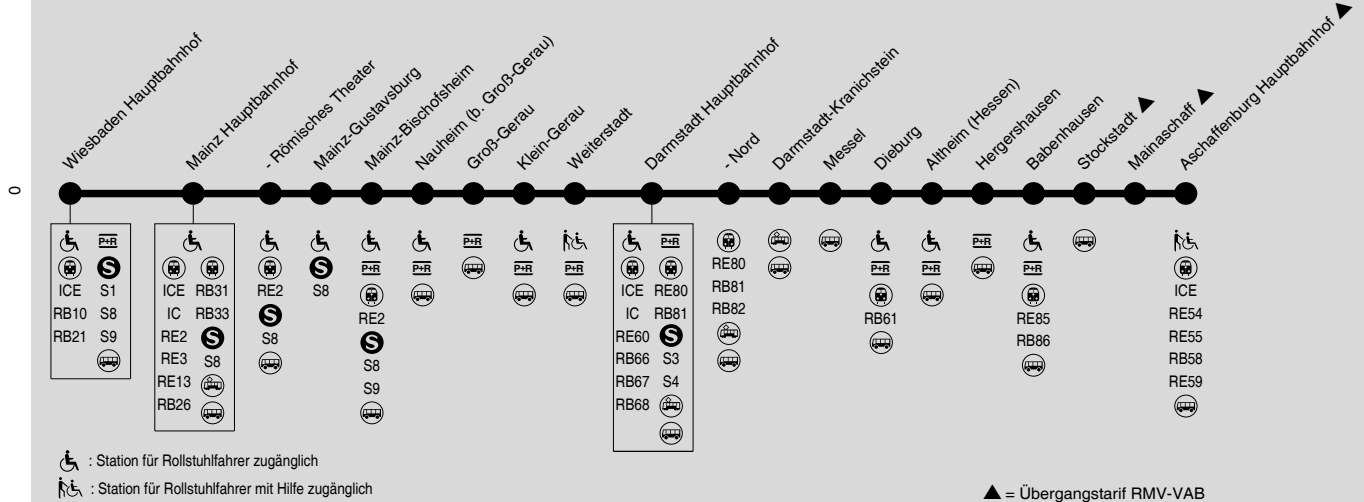 0
Wiesbaden Hauptbahnhof
Mainz Hauptbahnhof
- Römisches Theater
Mainz-Gustavsburg
Mainz-Bischofsheim
Nauheim (b. Groß-Gerau)
Groß-Gerau
Klein-Gerau
Weiterstadt
Darmstadt Hauptbahnhof
- Nord
Darmstadt-Kranichstein
Messel
Dieburg
Altheim (Hessen)
Hergershausen
Babenhausen
Stockstadt ▲
Mainaschaff ▲
Aschaffenburg Hauptbahnhof ▲
P+R
S
ICE S1
RB10 S8
RB21 S9
ICE RB31
IC RB33
RE2 S
RE3 S8
RE13
RB26
RE2
S
S8
S
S8
P+R
RE2
S
S8
S9
P+R
P+R
P+R
P+R
P+R
ICE RE80
IC RB81
RE60 S
RB66 S3
RB67 S4
RB68
RE80
RB81
RB82
P+R
RB61
P+R
P+R
P+R
RE85
RB86
ICE
RE54
RE55
RB58
RE59
: Station für Rollstuhlfahrer zugänglich
: Station für Rollstuhlfahrer mit Hilfe zugänglich
▲ = Übergangstarif RMV-VAB